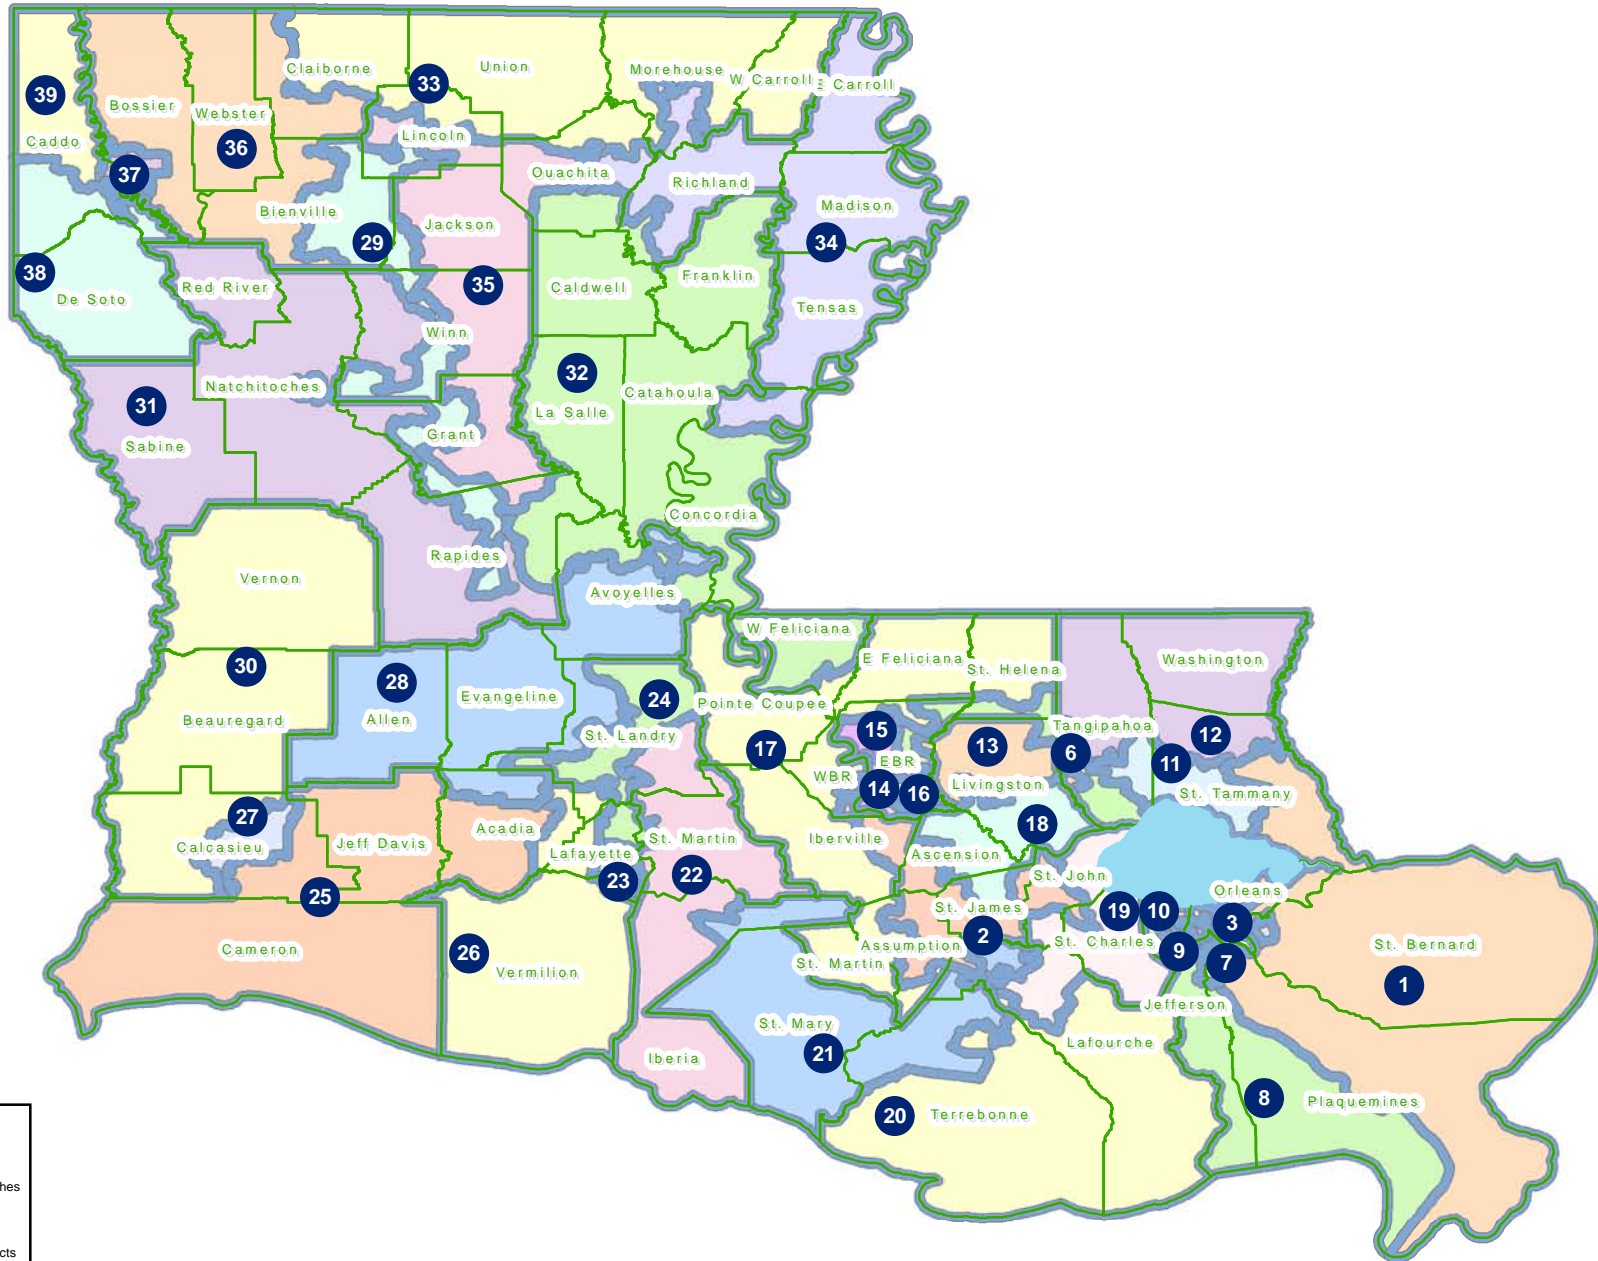 Claiborne
Union
Morehouse
W Carroll
E Carroll
33
39
Bossier
Webster
Caddo
Lincoln
36
37
Ouachita
Richland
Bienville
Madison
Jackson
29
34
38
De Soto
Red River
35
Caldwell
Franklin
Tensas
Winn
32
Natchitoches
Catahoula
31
La Salle
Sabine
Grant
Concordia
Rapides
Vernon
Avoyelles
W Feliciana
E Feliciana
St. Helena
Washington
30
28
Evangeline
24
Pointe Coupee
Beauregard
Allen
St. Landry
15
Tangipahoa
12
17
13
6
11
EBR
WBR
14
16
Livingston
St. Tammany
27
18
Calcasieu
Jeff Davis
Acadia
St. Martin
Iberville
Lafayette
Ascension
23
22
St. John
25
Orleans
St. James
19
10
3
Cameron
26
Vermilion
Assumption
2
St. Charles
9
7
St. Bernard
St. Martin
1
Jefferson
St. Mary
21
Iberia
Lafourche
8
Plaquemines
20
Terrebonne
hes
cts